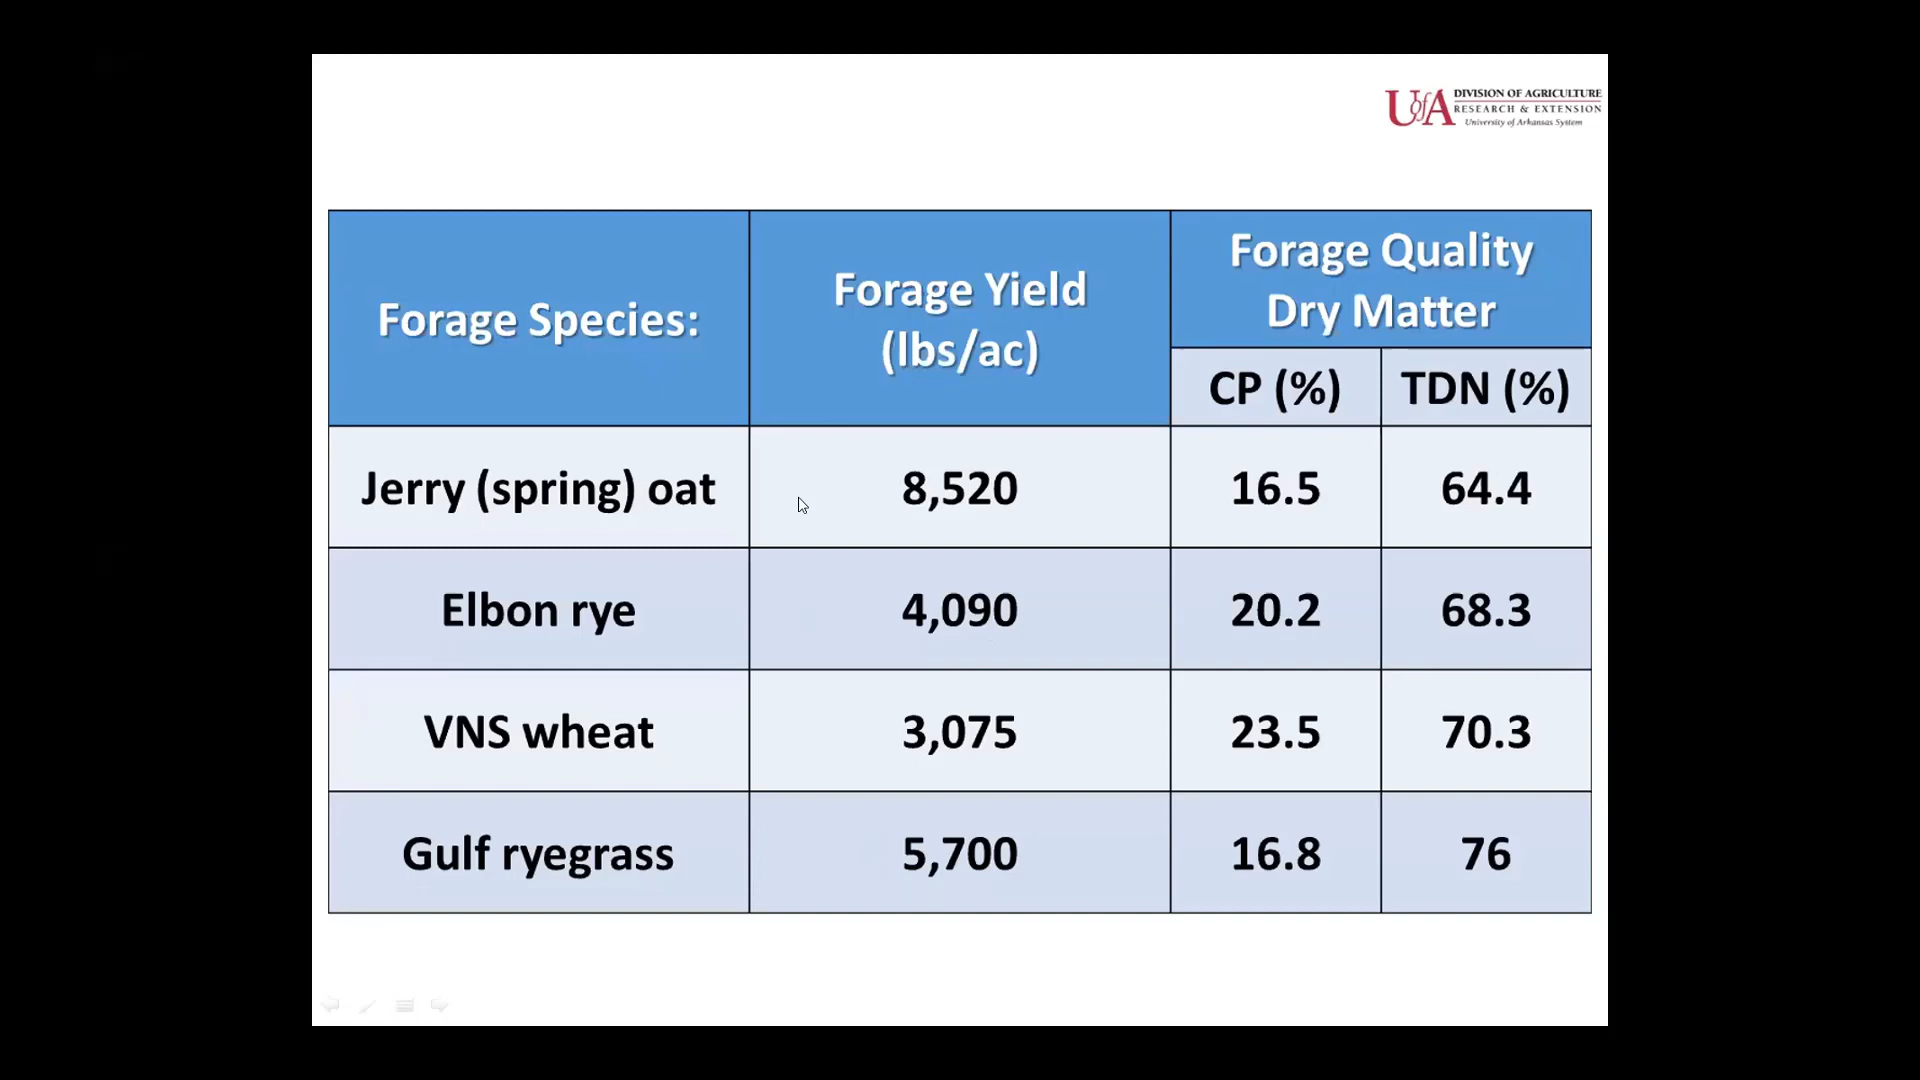 UofA DIVISION OF AGRICULTURE
RESEARCH & EXTENSION
University of Arkansas System
Forage Species:
Forage Yield
(lbs/ac)
Forage Quality
Dry Matter
CP (%) TDN (%)
Jerry (spring) oat 8,520 16.5 64.4
Elbon rye 4,090 20.2 68.3
VNS wheat 3,075 23.5 70.3
Gulf ryegrass 5,700 16.8 76